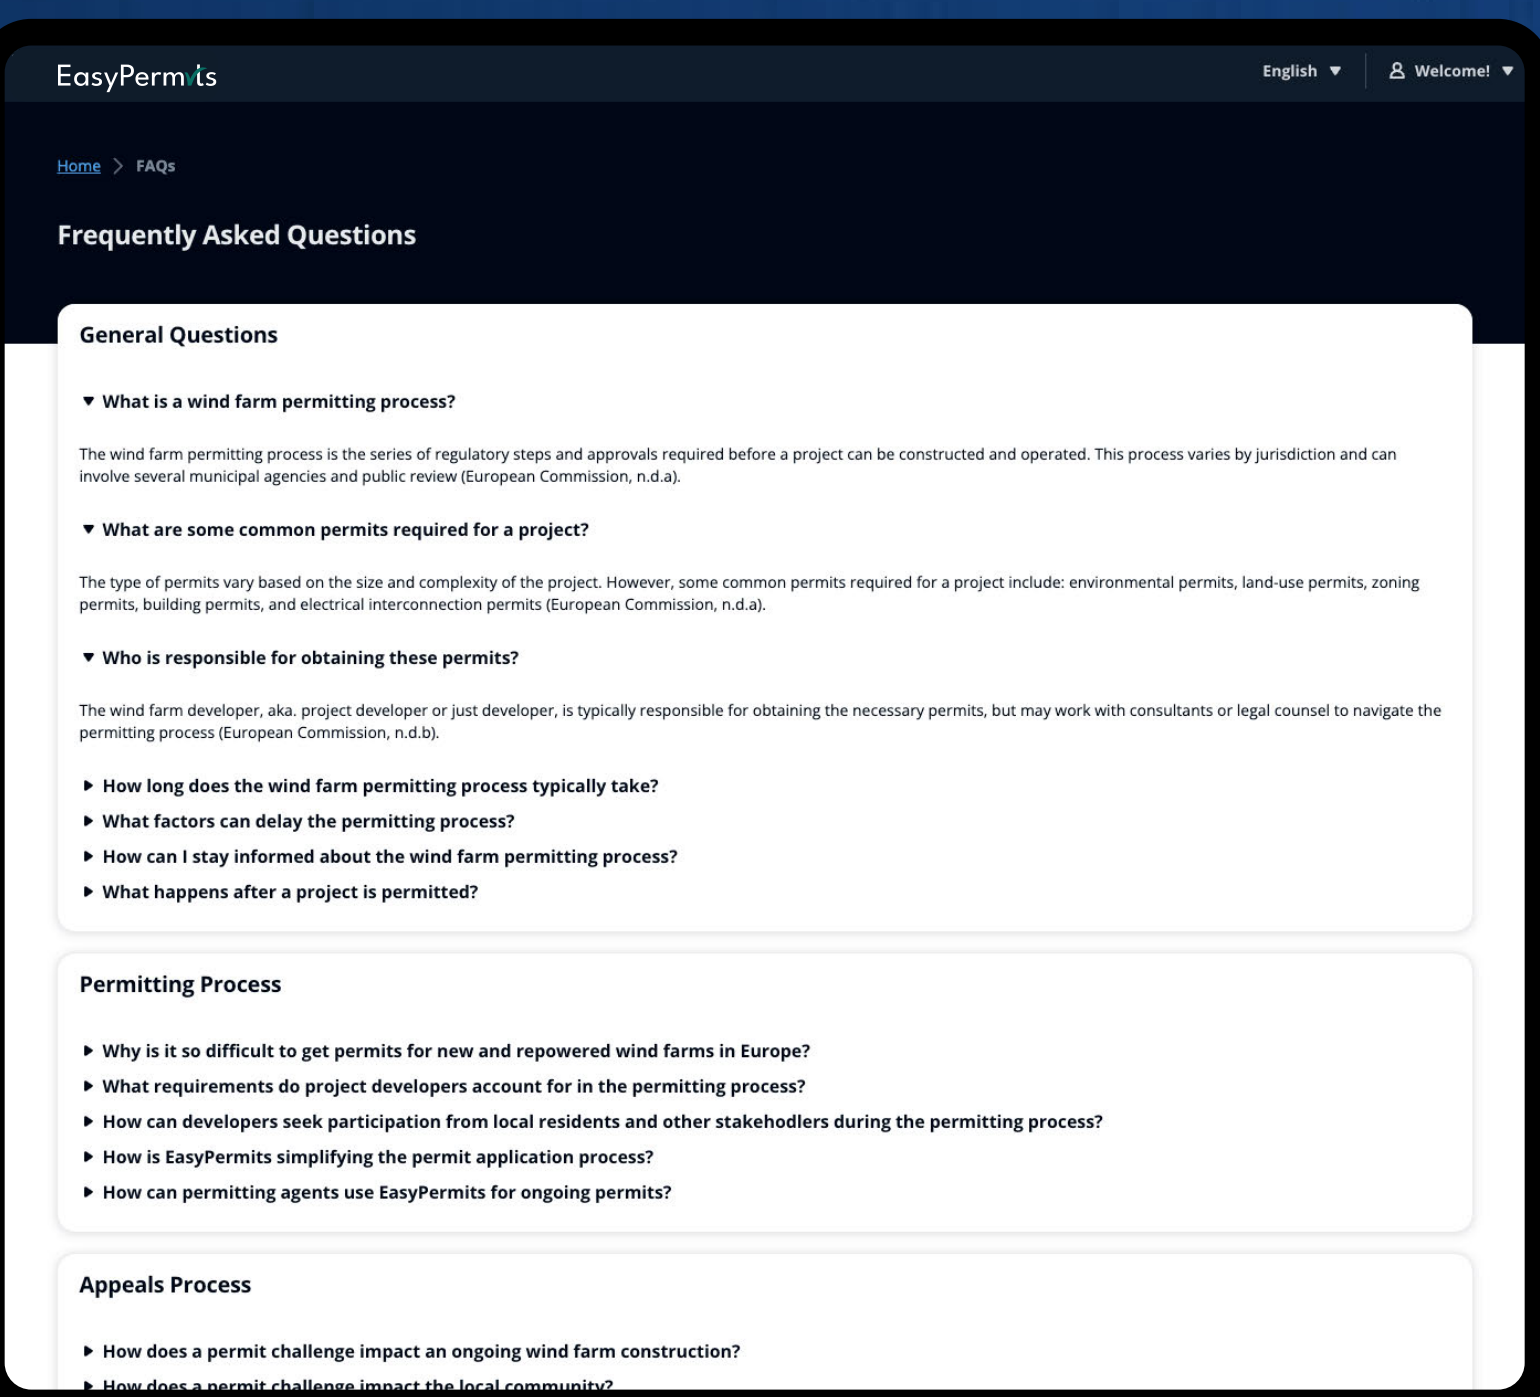 EasyPermits
English
Welcome!
Home > FAQs
Frequently Asked Questions
General Questions
What is a wind farm permitting process?
The wind farm permitting process is the series of regulatory steps and approvals required before a project can be constructed and operated. This process varies by jurisdiction and can
involve several municipal agencies and public review (European Commission, n.d.a).
What are some common permits required for a project?
The type of permits vary based on the size and complexity of the project. However, some common permits required for a project include: environmental permits, land-use permits, zoning
permits, building permits, and electrical interconnection permits (European Commission, n.d.a).
Who is responsible for obtaining these permits?
The wind farm developer, aka. project developer or just developer, is typically responsible for obtaining the necessary permits, but may work with consultants or legal counsel to navigate the
permitting process (European Commission, n.d.b).
How long does the wind farm permitting process typically take?
What factors can delay the permitting process?
How can I stay informed about the wind farm permitting process?
What happens after a project is permitted?
Permitting Process
Why is it so difficult to get permits for new and repowered wind farms in Europe?
What requirements do project developers account for in the permitting process?
How can developers seek participation from local residents and other stakehodlers during the permitting process?
How is EasyPermits simplifying the permit application process?
How can permitting agents use EasyPermits for ongoing permits?
Appeals Process
How does a permit challenge impact an ongoing wind farm construction?
How does a permit challenge impact the local community?